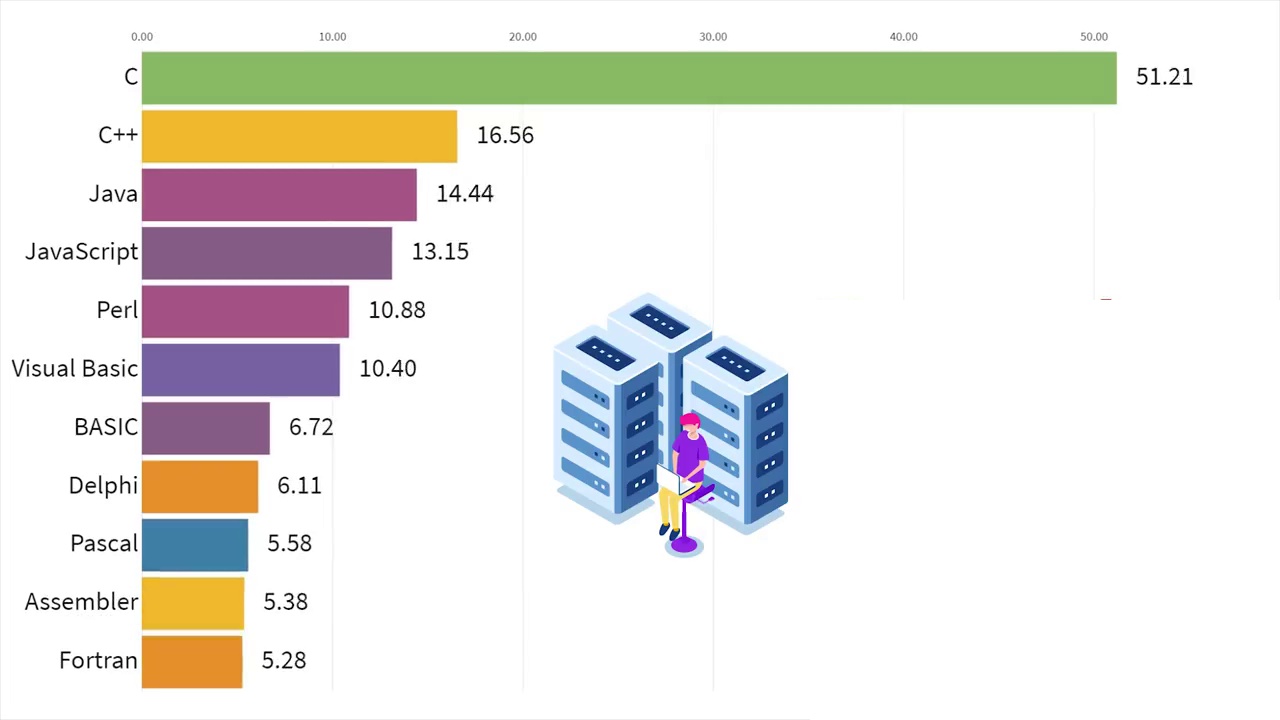 0.00 10.00 20.00 30.00 40.00 50.00
C 51.21
C++ 16.56
Java 14.44
JavaScript 13.15
Perl 10.88
Visual Basic 10.40
BASIC 6.72
Delphi 6.11
Pascal 5.58
Assembler 5.38
Fortran 5.28